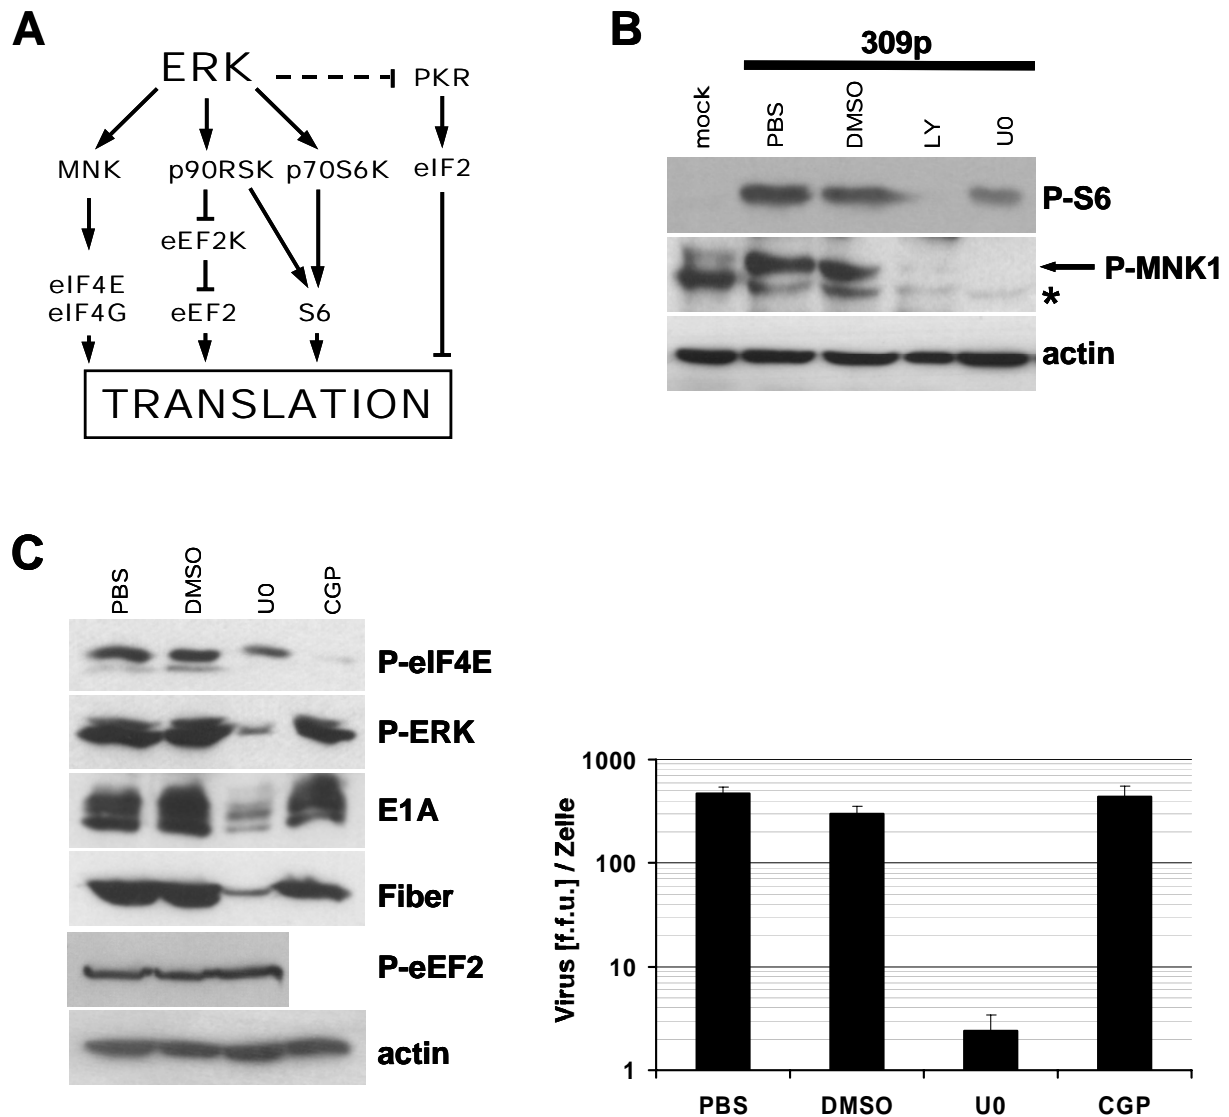 A
ERK
PKR
MNK
p90RSK
p70S6K
eIF2
eEF2K
eIF4E
eIF4G
eEF2
S6
TRANSLATION
B
309p
mock
PBS
DMSO
LY
U0
P-S6
P-MNK1
*
actin
C
PBS
DMSO
U0
CGP
P-eIF4E
P-ERK
E1A
Fiber
P-eEF2
actin
Virus [f.f.u.] / Zelle
1000
100
10
1
PBS
DMSO
U0
CGP